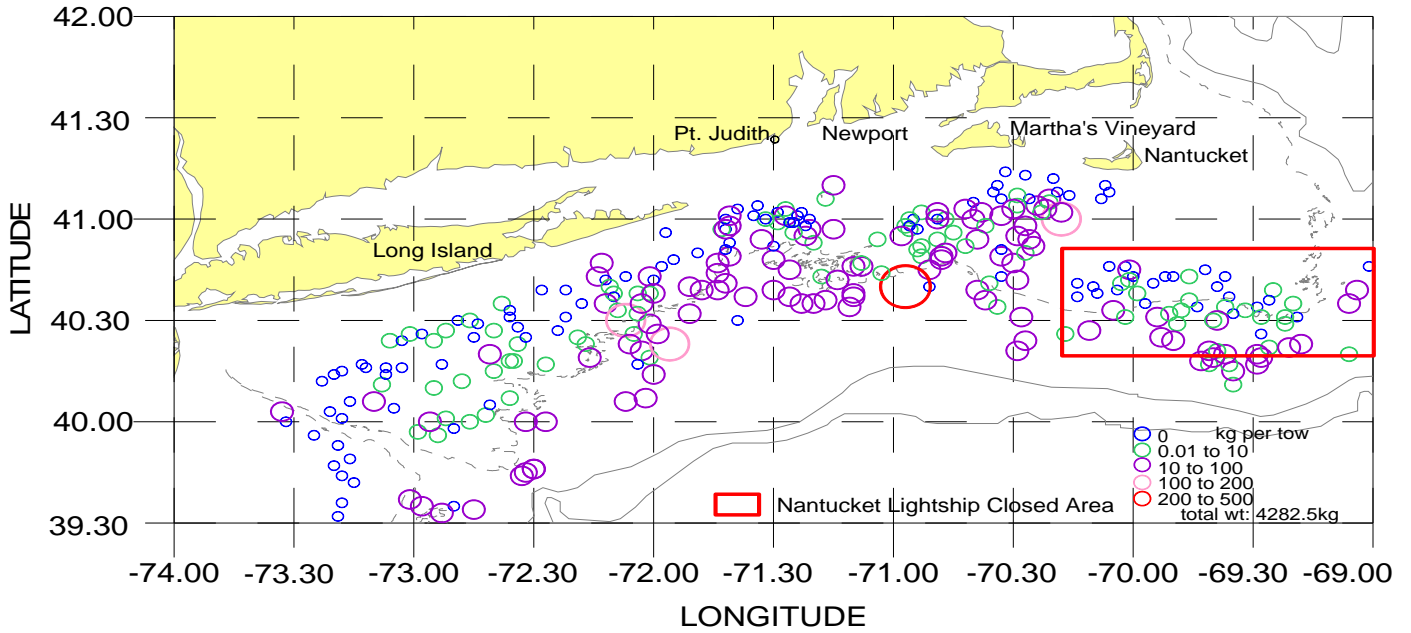 42.00
41.30
Pt. Judith
Newport
Martha's Vineyard
Nantucket
41.00
Long Island
LATITUDE
40.30
40.00
0 kg per tow
0.01 to 10
10 to 100
100 to 200
200 to 500
total wt: 4282.5kg
Nantucket Lightship Closed Area
39.30
-74.00 -73.30 -73.00 -72.30 -72.00 -71.30 -71.00 -70.30 -70.00 -69.30 -69.00
LONGITUDE